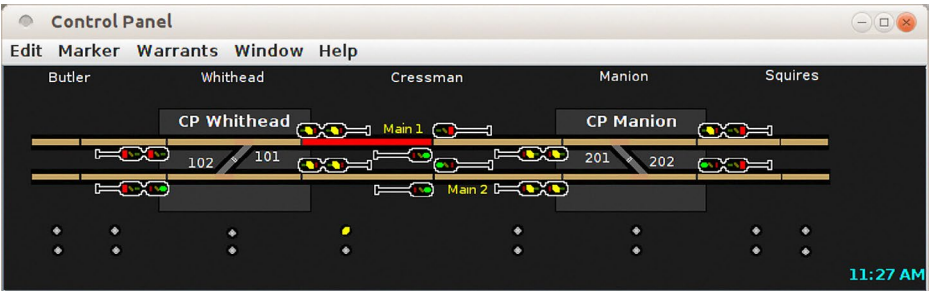 Control Panel
Edit Marker Warrants Window Help
Butler Whithead Cressman Manion Squires
CP Whithead CP Manion
Main 1
102 101 201 202
Main 2
11:27 AM